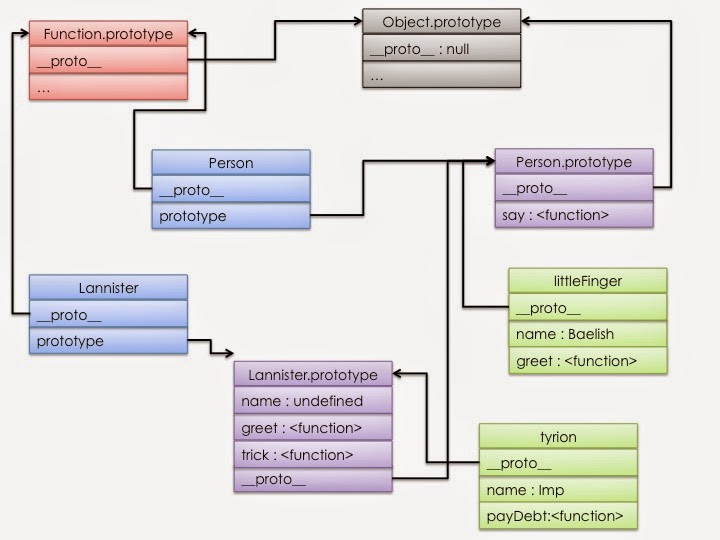 Function.prototype
__proto__
...
Object.prototype
__proto__ : null
...
Person
__proto__
prototype
Person.prototype
__proto__
say : <function>
Lannister
__proto__
prototype
littleFinger
__proto__
name : Baelish
greet : <function>
Lannister.prototype
name : undefined
greet : <function>
trick : <function>
__proto__
tyrion
__proto__
name : Imp
payDebt:<function>